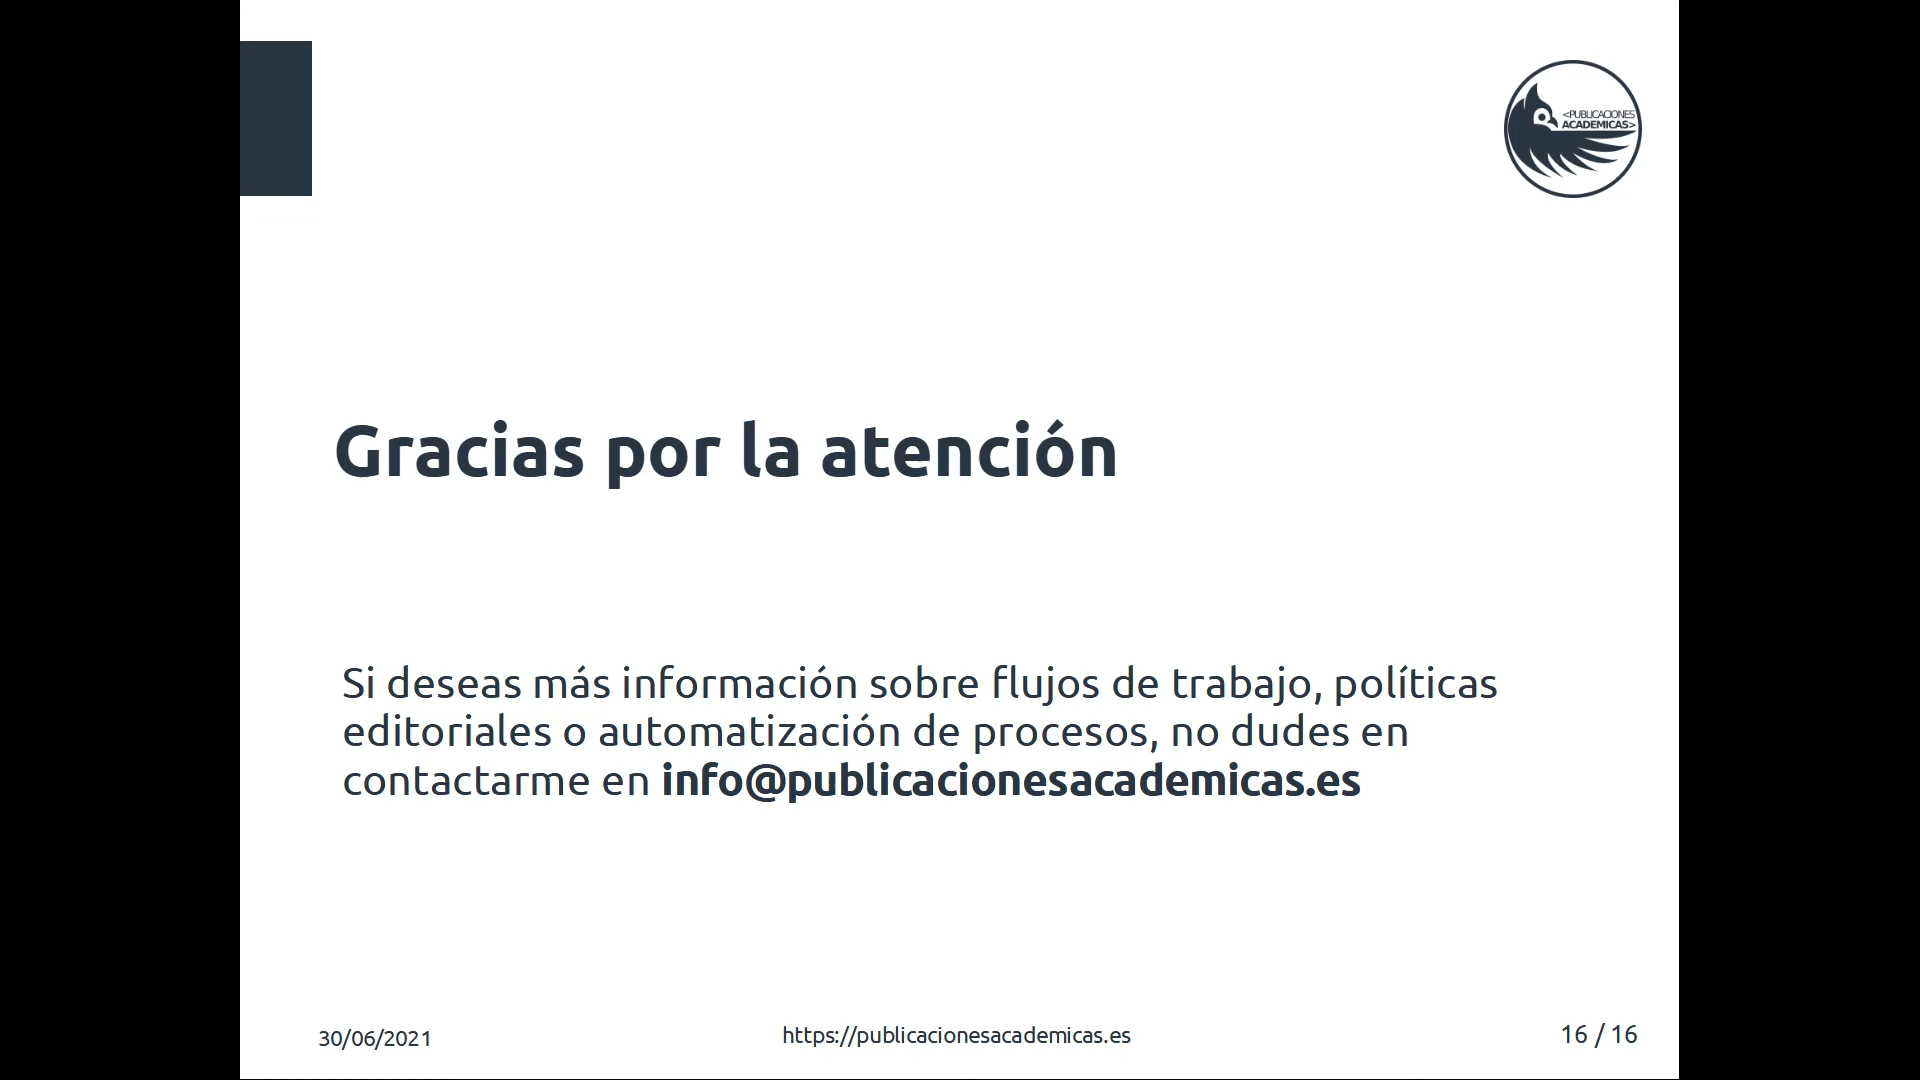 <PUBLICACIONES
ACADEMICAS>
Gracias por la atención
Si deseas más información sobre flujos de trabajo, políticas
editoriales o automatización de procesos, no dudes en
contactarme en info@publicacionesacademicas.es
30/06/2021
https://publicacionesacademicas.es
16 / 16